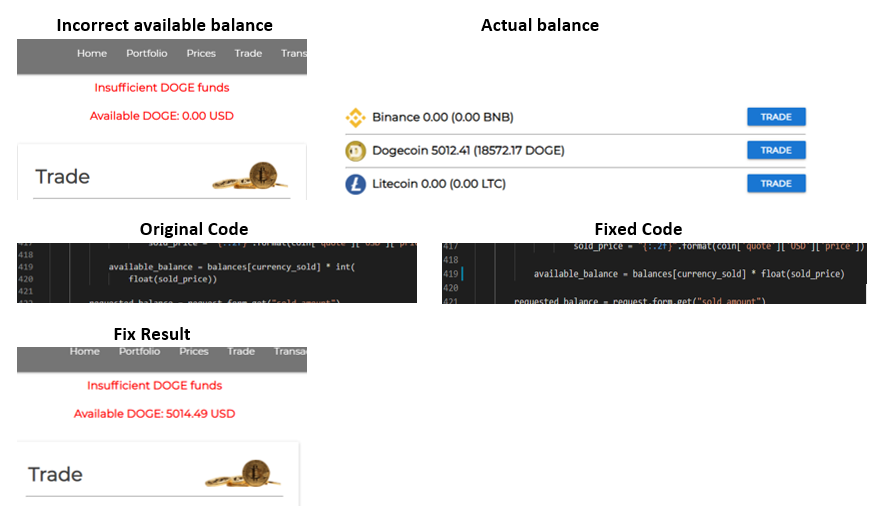 Incorrect available balance
Actual balance
Home Portfolio Prices Trade Trans
Insufficient DOGE funds
Available DOGE: 0.00 USD
Trade
Binance 0.00 (0.00 BNB)
TRADE
Dogecoin 5012.41 (18572.17 DOGE)
TRADE
Litecoin 0.00 (0.00 LTC)
TRADE
Original Code
Fixed Code
417 sold_price = "{:.2f}".format(coin["quote"]["USD"]["pri
418
419 available_balance = balances[currency_sold] * int(
420 float(sold_price))
421
422 requested_balance = request.form.get("sold_amount")
417 sold_price = "{:.2f}".format(coin["quote"]["USD"]["price"])
418
419 available_balance = balances[currency_sold] * float(sold_price)
420
421 requested_balance = request.form.get("sold_amount")
Fix Result
Home Portfolio Prices Trade Transa
Insufficient DOGE funds
Available DOGE: 5014.49 USD
Trade